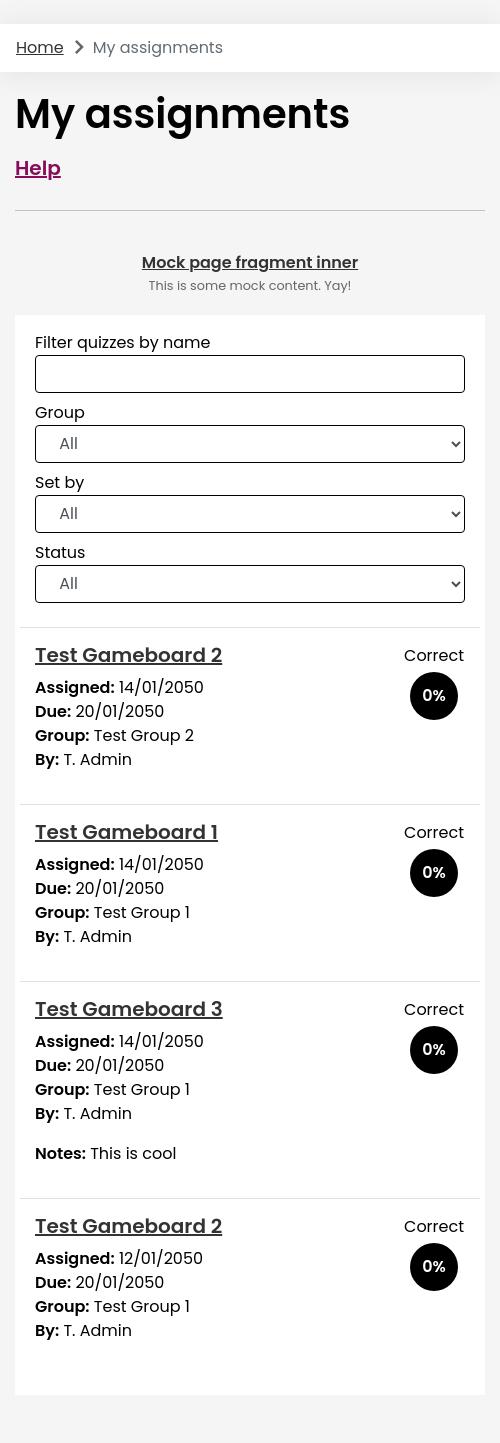 Home My assignments
My assignments
Help
Mock page fragment inner
This is some mock content. Yay!
Filter quizzes by name
Group
All
Set by
All
Status
All
Test Gameboard 2
Correct
Assigned: 14/01/2050
0%
Due: 20/01/2050
Group: Test Group 2
By: T. Admin
Test Gameboard 1
Correct
Assigned: 14/01/2050
0%
Due: 20/01/2050
Group: Test Group 1
By: T. Admin
Test Gameboard 3
Correct
Assigned: 14/01/2050
0%
Due: 20/01/2050
Group: Test Group 1
By: T. Admin
Notes: This is cool
Test Gameboard 2
Correct
Assigned: 12/01/2050
0%
Due: 20/01/2050
Group: Test Group 1
By: T. Admin